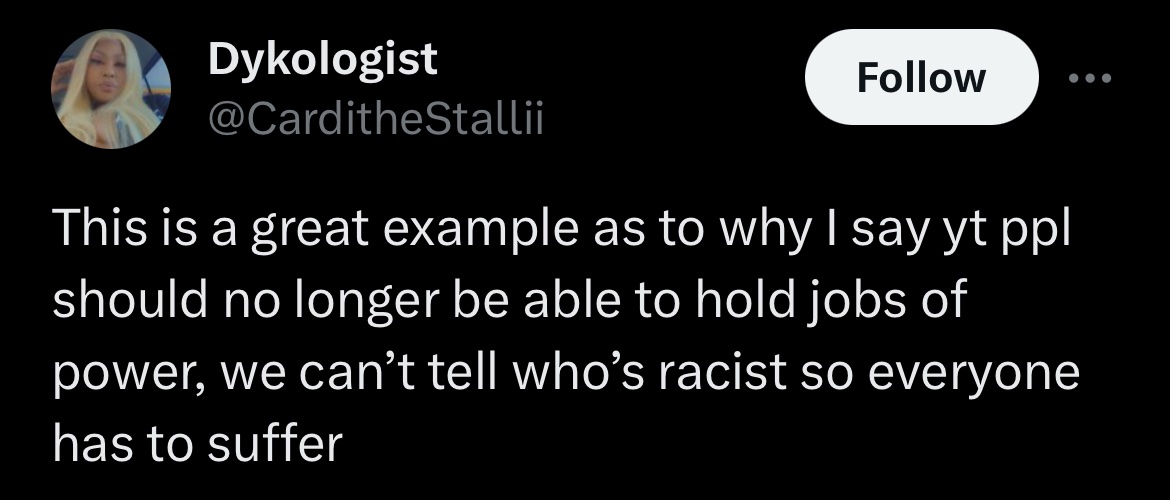 Dykologist
@CarditheStallii
Follow
This is a great example as to why I say yt ppl
should no longer be able to hold jobs of
power, we can’t tell who’s racist so everyone
has to suffer